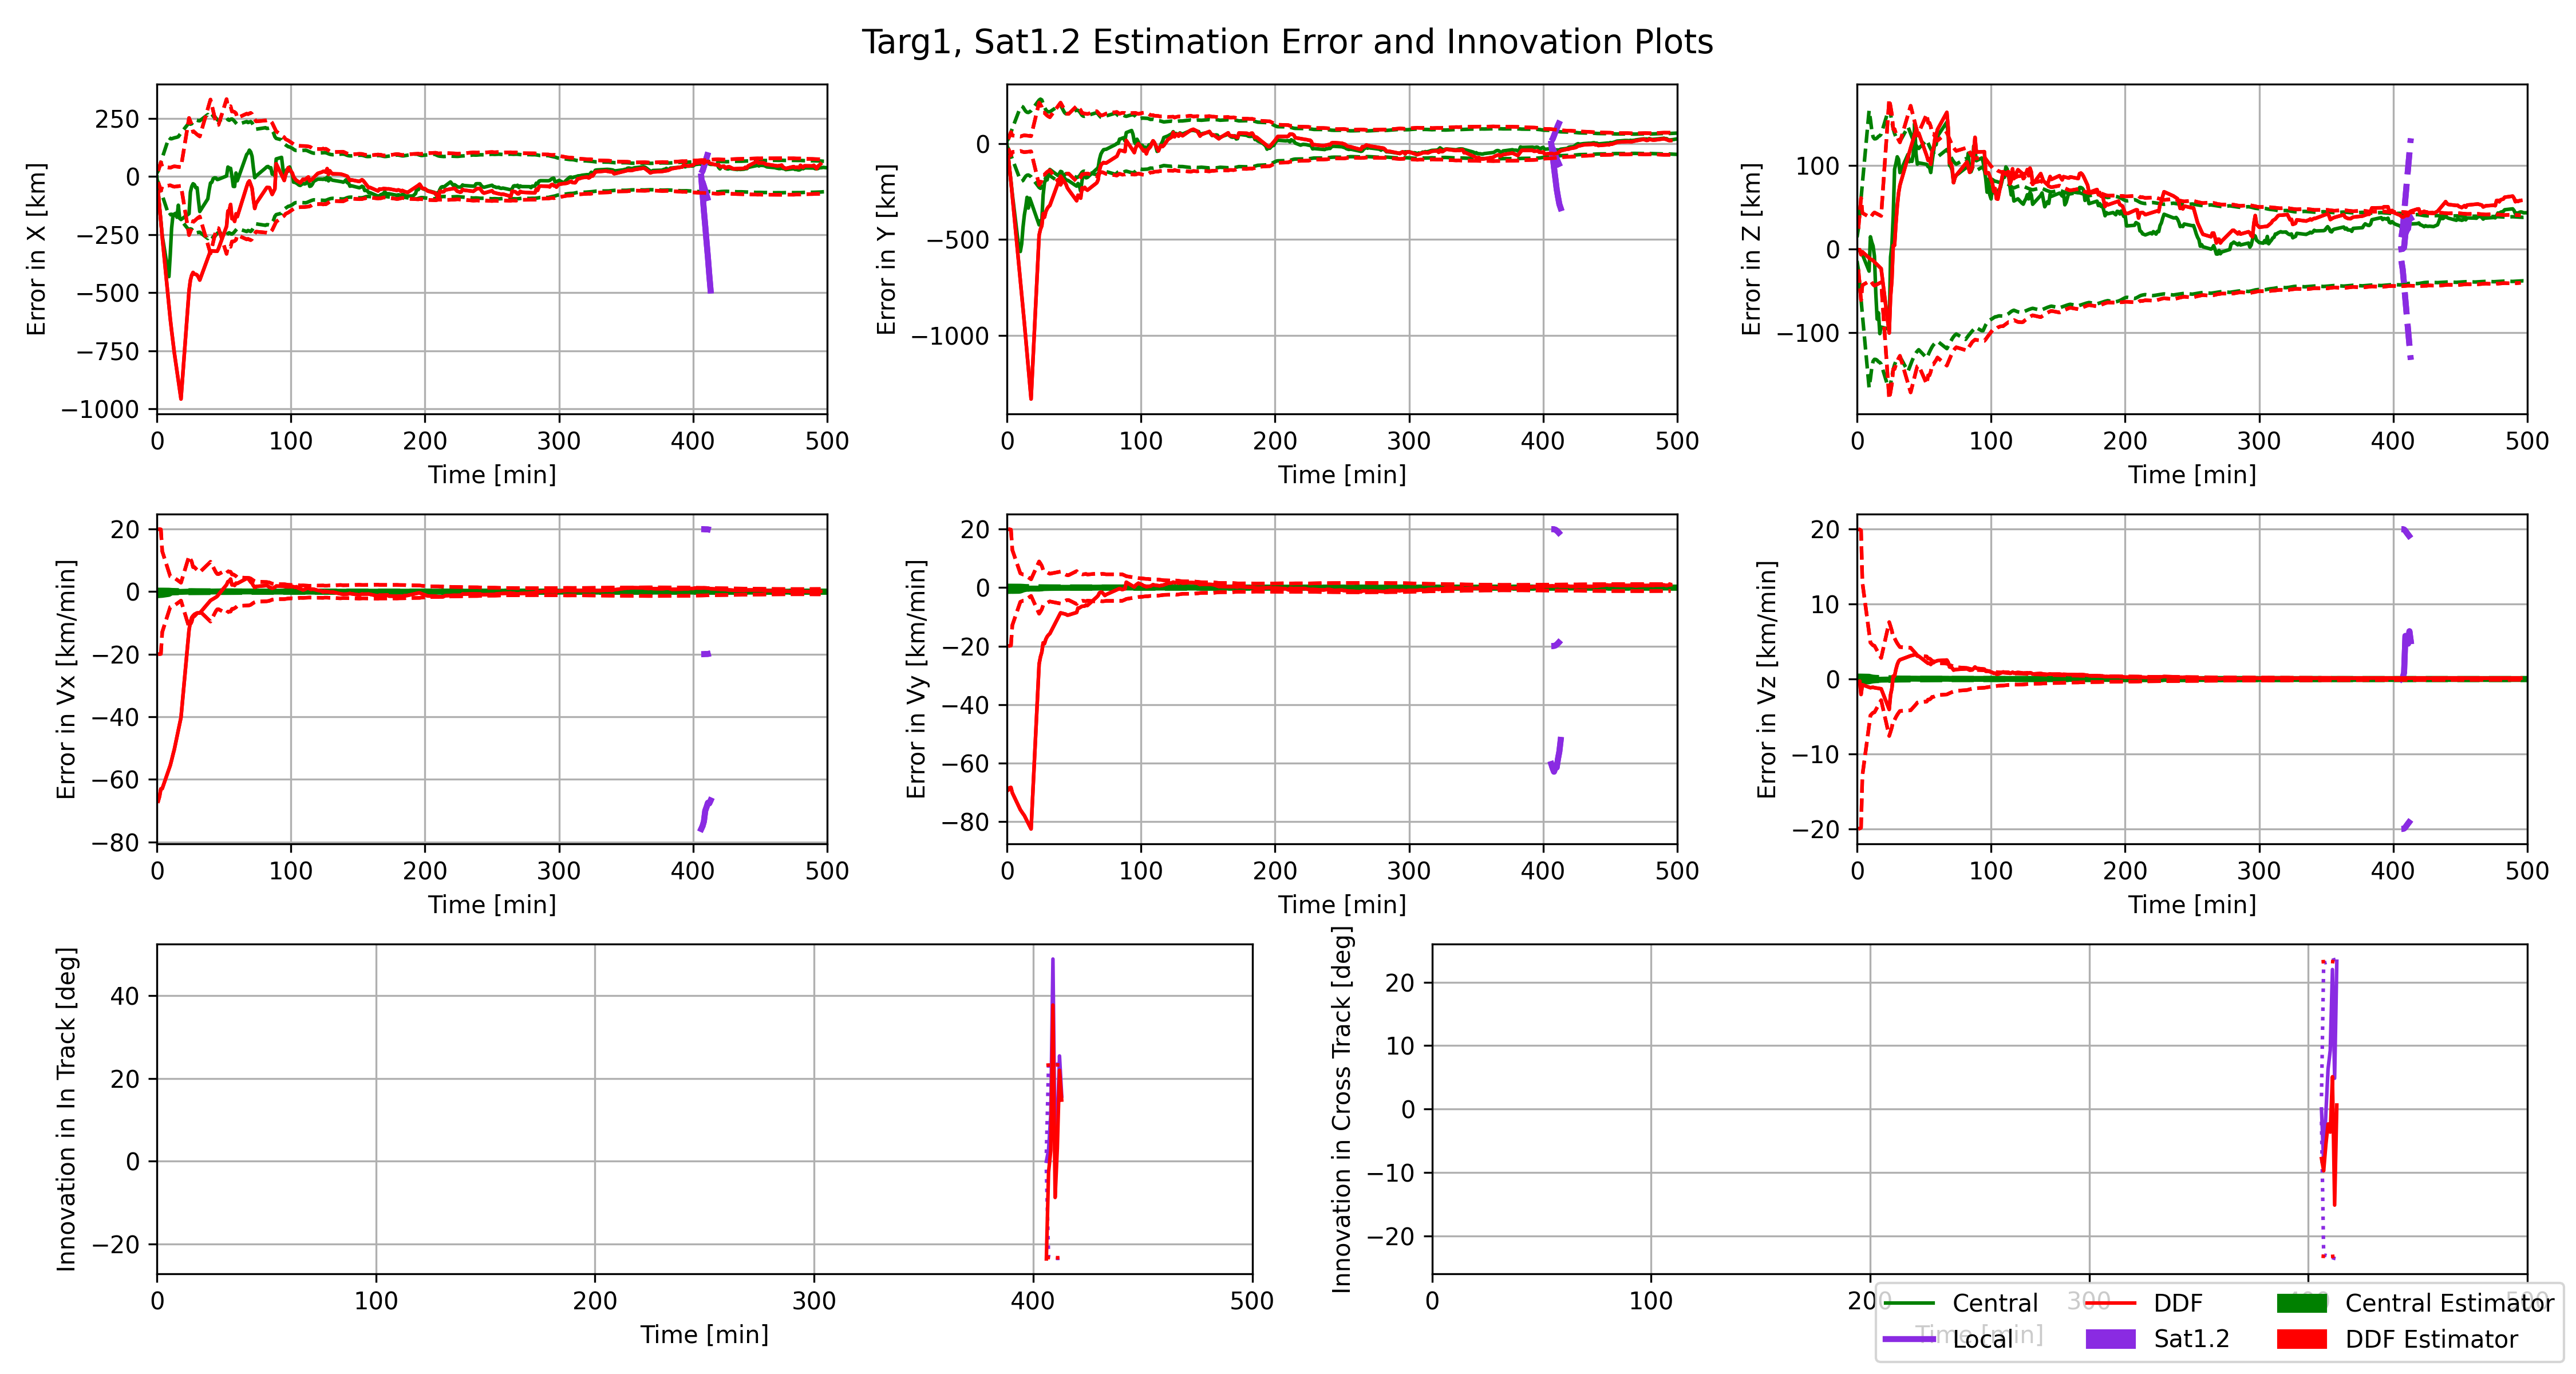 Targ1, Sat1.2 Estimation Error and Innovation Plots
Error in X [km]
250
0
−250
−500
−750
−1000
0 100 200 300 400 500
Time [min]
Error in Y [km]
0
−500
−1000
0 100 200 300 400 500
Time [min]
Error in Z [km]
100
0
−100
0 100 200 300 400 500
Time [min]
Error in Vx [km/min]
20
0
−20
−40
−60
−80
0 100 200 300 400 500
Time [min]
Error in Vy [km/min]
20
0
−20
−40
−60
−80
0 100 200 300 400 500
Time [min]
Error in Vz [km/min]
20
10
0
−10
−20
0 100 200 300 400 500
Time [min]
Innovation in In Track [deg]
40
20
0
−20
0 100 200 300 400 500
Time [min]
Innovation in Cross Track [deg]
20
10
0
−10
−20
0 100 200 300 400 500
Time [min]
Central DDF Central Estimator
Local Sat1.2 DDF Estimator